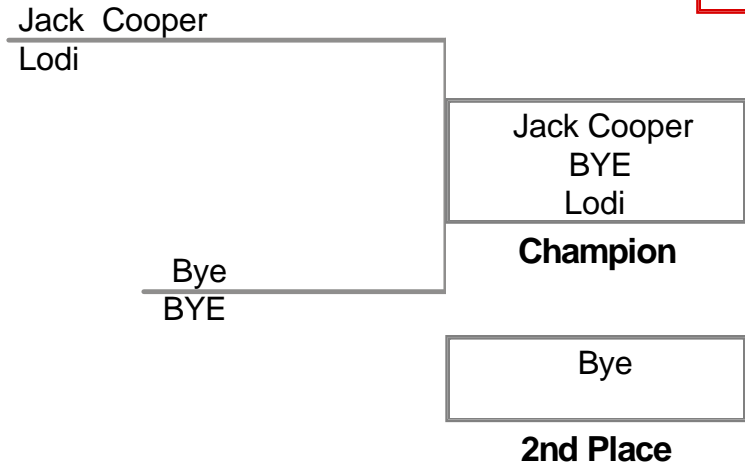 Jack Cooper
Lodi
Jack Cooper
BYE
Lodi
Champion
Bye
BYE
Bye
2nd Place